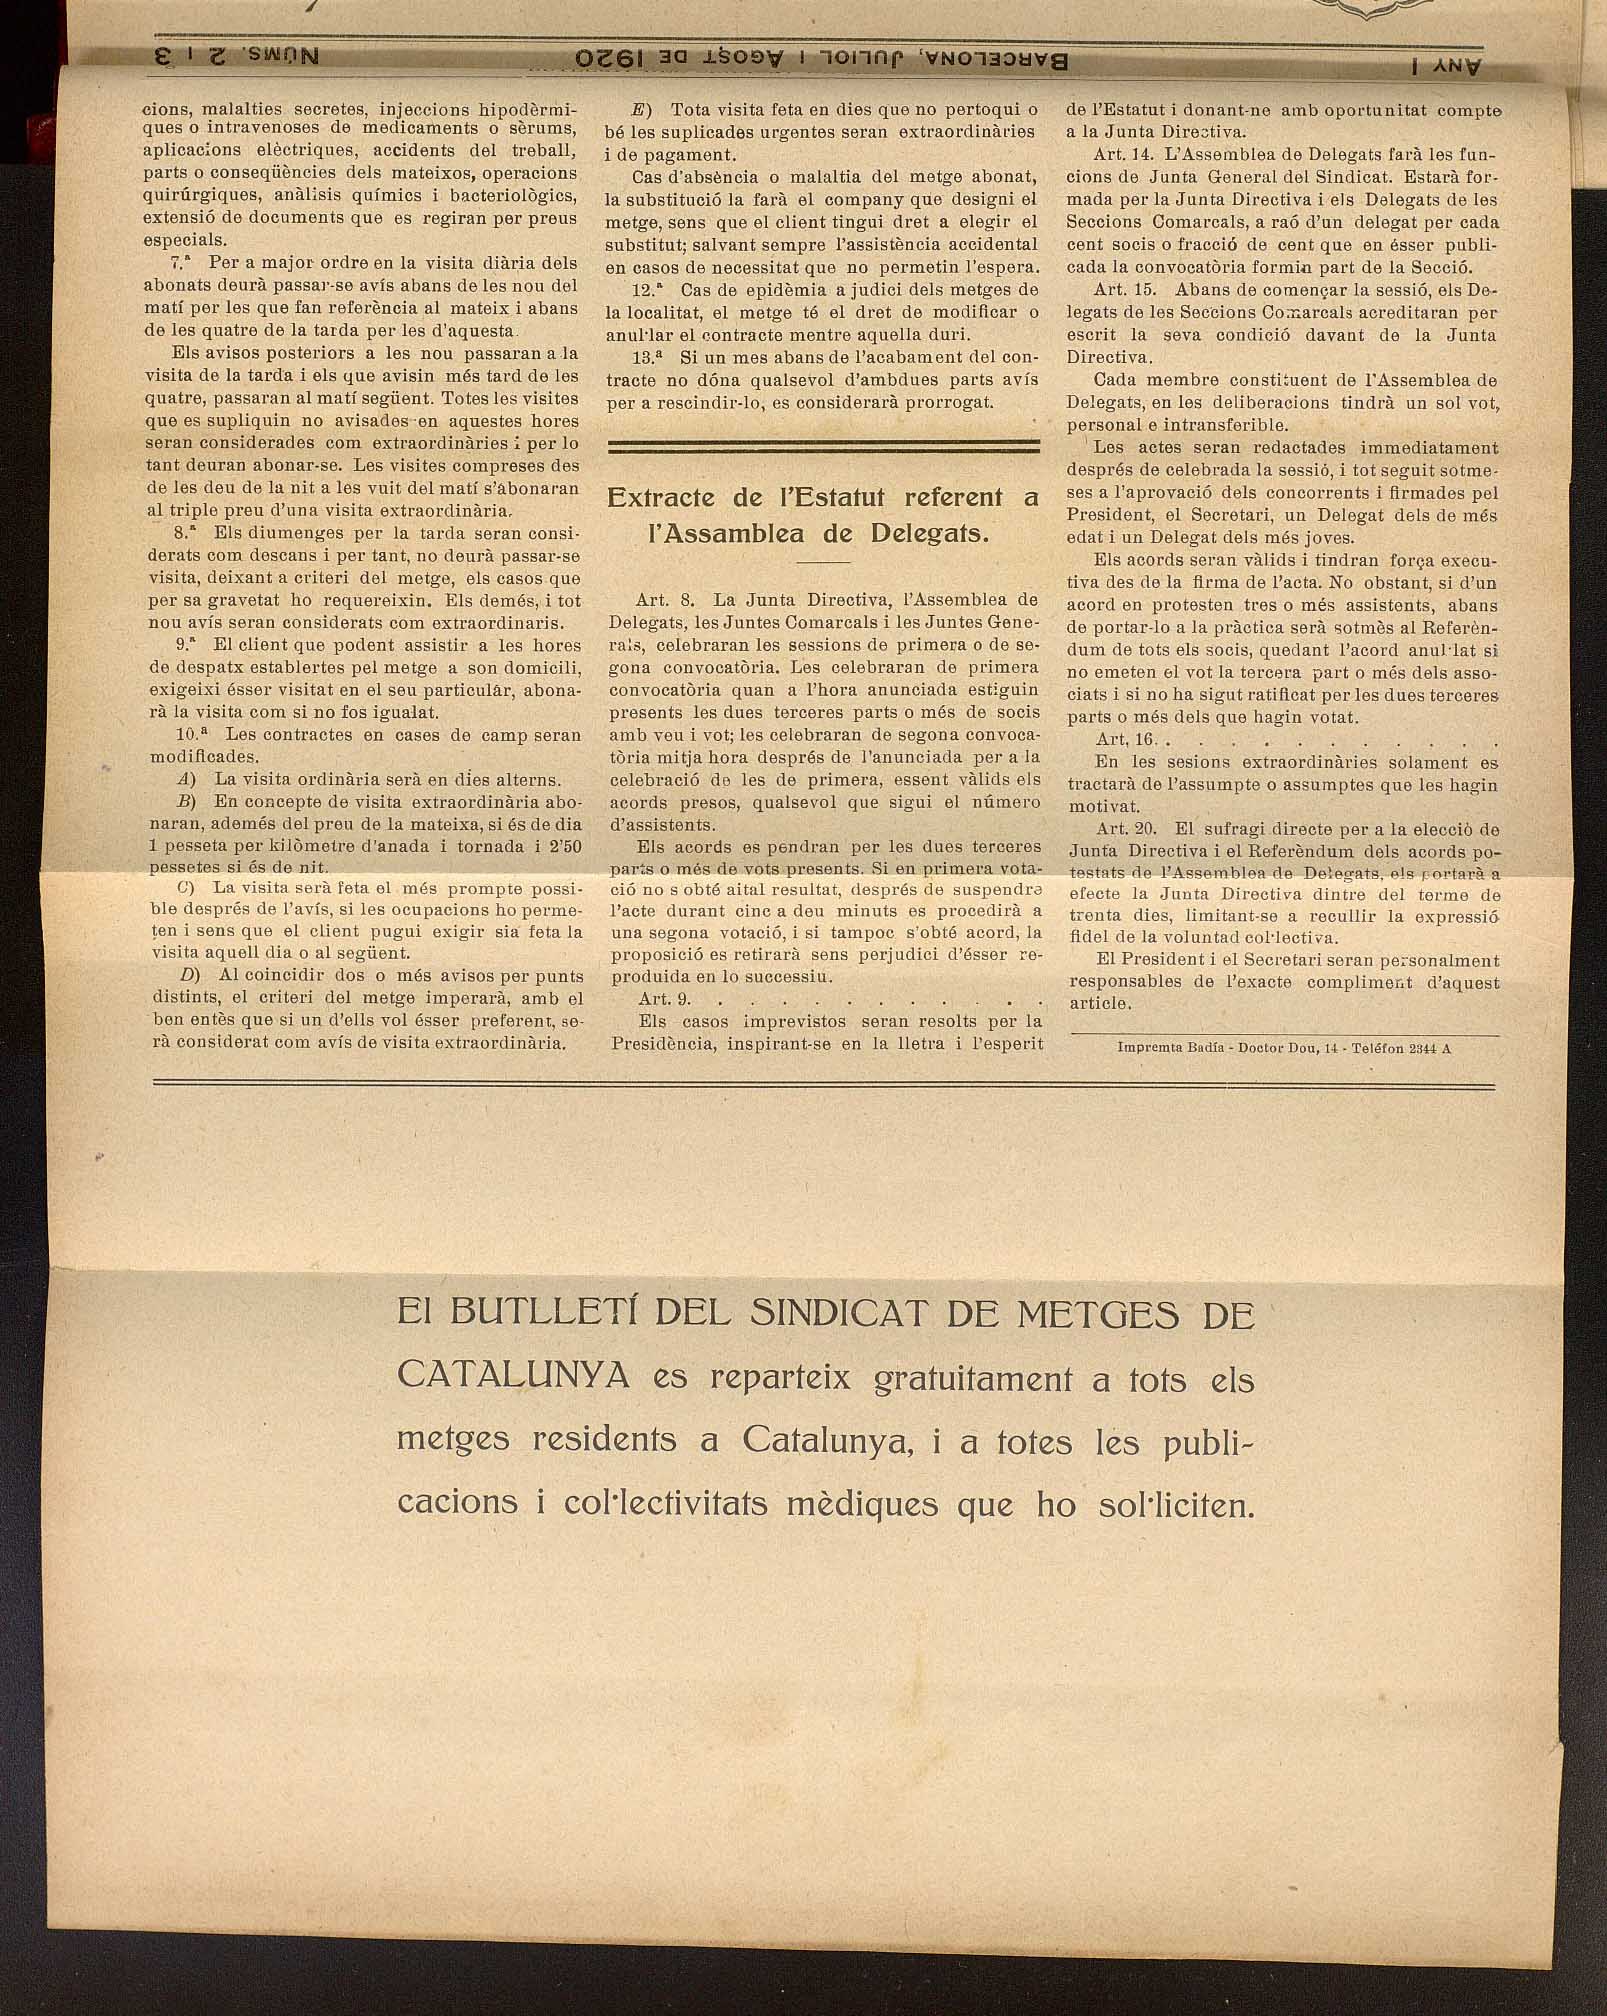 ANY I
BARCELONA, JULIOL I AGOST DE 1920
NÚMS. 2 I 3
cions, malalties secretes, injeccions hipodèrmi-
ques o intravenoses de medicaments o sèrums,
aplicacions elèctriques, accidents del treball,
parts o conseqüències dels mateixos, operacions
quirúrgiques, anàlisis químics i bacteriològics,
extensió de documents que es regiran per preus
especials.
7.ª Per a major ordre en la visita diària dels
abonats deurà passar-se avís abans de les nou del
matí per les que fan referència al mateix i abans
de les quatre de la tarda per les d'aquesta.
Els avisos posteriors a les nou passaran a la
visita de la tarda i els que avisin més tard de les
quatre, passaran al matí següent. Totes les visites
que es supliquin no avisades en aquestes hores
seran considerades com extraordinàries i per lo
tant deuran abonar-se. Les visites compreses des
de les deu de la nit a les vuit del matí s'abonaran
al triple preu d'una visita extraordinària.
8.ª Els diumenges per la tarda seran consi-
derats com descans i per tant, no deurà passar-se
visita, deixant a criteri del metge, els casos que
per sa gravetat ho requereixin. Els demés, i tot
nou avís seran considerats com extraordinaris.
9.ª El client que podent assistir a les hores
de despatx establertes pel metge a son domicili,
exigeixi ésser visitat en el seu particulár, abona-
rà la visita com si no fos igualat.
10.ª Les contractes en cases de camp seran
modificades.
A) La visita ordinària serà en dies alterns.
B) En concepte de visita extraordinària abo-
naran, ademés del preu de la mateixa, si és de dia
1 pesseta per kilòmetre d'anada i tornada i 2'50
pessetes si és de nit.
C) La visita serà feta el més prompte possi-
ble després de l'avís, si les ocupacions ho perme-
ten i sens que el client pugui exigir sia feta la
visita aquell dia o al següent.
D) Al coincidir dos o més avisos per punts
distints, el criteri del metge imperarà, amb el
ben entès que si un d'ells vol ésser preferent, se-
rà considerat com avís de visita extraordinària.
E) Tota visita feta en dies que no pertoqui o
bé les suplicades urgentes seran extraordinàries
i de pagament.
Cas d'absència o malaltia del metge abonat,
la substitució la farà el company que designi el
metge, sens que el client tingui dret a elegir el
substitut; salvant sempre l'assistència accidental
en casos de necessitat que no permetin l'espera.
12.ª Cas de epidèmia a judici dels metges de
la localitat, el metge té el dret de modificar o
anul·lar el contracte mentre aquella duri.
13.ª Si un mes abans de l'acabament del con-
tracte no dóna qualsevol d'ambdues parts avís
per a rescindir-lo, es considerarà prorrogat.
Extracte de l'Estatut referent a
l'Assamblea de Delegats.
Art. 8. La Junta Directiva, l'Assemblea de
Delegats, les Juntes Comarcals i les Juntes Gene-
rals, celebraran les sessions de primera o de se-
gona convocatòria. Les celebraran de primera
convocatòria quan a l'hora anunciada estiguin
presents les dues terceres parts o més de socis
amb veu i vot; les celebraran de segona convoca-
tòria mitja hora després de l'anunciada per a la
celebració de les de primera, essent vàlids els
acords presos, qualsevol que sigui el número
d'assistents.
Els acords es pendran per les dues terceres
parts o més de vots presents. Si en primera vota-
ció no s obté aital resultat, després de suspendre
l'acte durant cinc a deu minuts es procedirà a
una segona votació, i si tampoc s'obté acord, la
proposició es retirarà sens perjudici d'ésser re-
produida en lo successiu.
Art. 9. . . . . . . . . . . .
Els casos imprevistos seran resolts per la
Presidència, inspirant-se en la lletra i l'esperit
de l'Estatut i donant-ne amb oportunitat compte
a la Junta Directiva.
Art. 14. L'Assemblea de Delegats farà les fun-
cions de Junta General del Sindicat. Estarà for-
mada per la Junta Directiva i els Delegats de les
Seccions Comarcals, a raó d'un delegat per cada
cent socis o fracció de cent que en ésser publi-
cada la convocatòria formin part de la Secció.
Art. 15. Abans de començar la sessió, els De-
legats de les Seccions Comarcals acreditaran per
escrit la seva condició davant de la Junta
Directiva.
Cada membre constituent de l'Assemblea de
Delegats, en les deliberacions tindrà un sol vot,
personal e intransferible.
Les actes seran redactades immediatament
després de celebrada la sessió, i tot seguit sotme-
ses a l'aprovació dels concorrents i firmades pel
President, el Secretari, un Delegat dels de més
edat i un Delegat dels més joves.
Els acords seran vàlids i tindran força execu-
tiva des de la firma de l'acta. No obstant, si d'un
acord en protesten tres o més assistents, abans
de portar-lo a la pràctica serà sotmès al Referèn-
dum de tots els socis, quedant l'acord anul·lat si
no emeten el vot la tercera part o més dels asso-
ciats i si no ha sigut ratificat per les dues terceres
parts o més dels que hagin votat.
Art, 16. . . . . . . . . . . .
En les sesions extraordinàries solament es
tractarà de l'assumpte o assumptes que les hagin
motivat.
Art. 20. El sufragi directe per a la elecciò de
Junta Directiva i el Referèndum dels acords po-
testats de l'Assemblea de Delegats, els portarà a
efecte la Junta Directiva dintre del terme de
trenta dies, limitant-se a recullir la expressió
fidel de la voluntad col·lectiva.
El President i el Secretari seran personalment
responsables de l'exacte compliment d'aquest
article.
Impremta Badía - Doctor Dou, 14 - Teléfon 2344 A
El BUTLLETÍ DEL SINDICAT DE METGES DE
CATALUNYA es reparteix gratuitament a tots els
metges residents a Catalunya, i a totes les publi-
cacions i col·lectivitats mèdiques que ho sol·liciten.